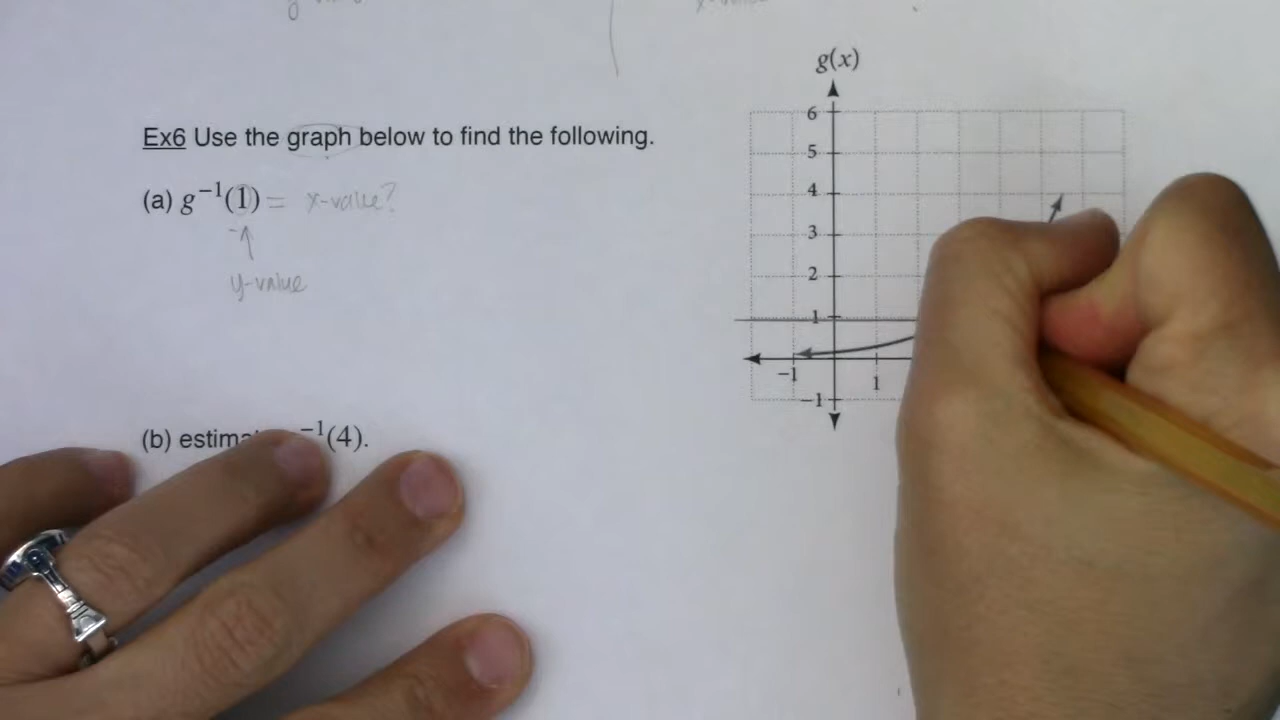 g(x)
6
Ex6 Use the graph below to find the following.
5
(a) g⁻¹(1) = x-value?
4
3
y-value
2
1
-1 1
-1
(b) estima ⁻¹(4).